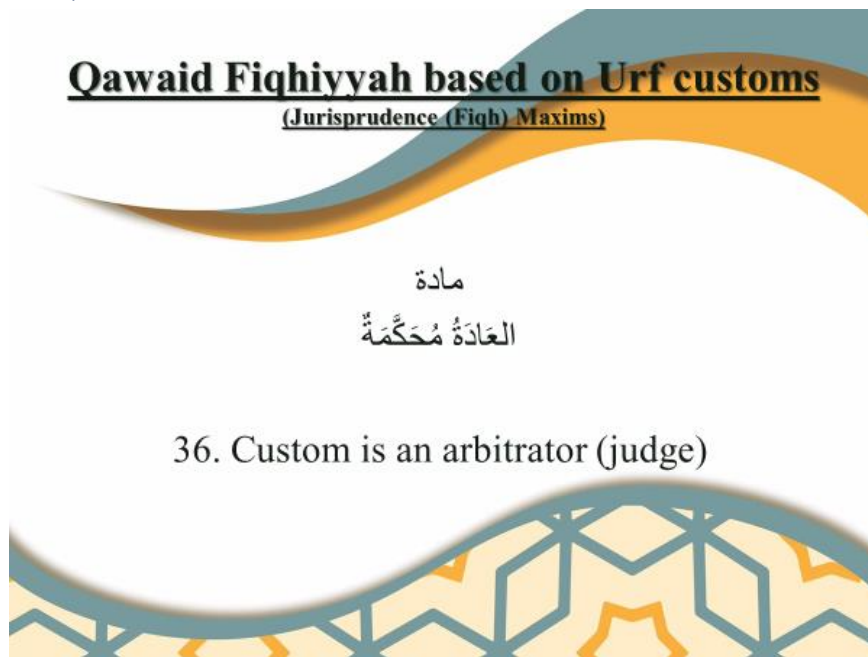 Qawaid Fiqhiyyah based on Urf customs
(Jurisprudence (Fiqh) Maxims)
مادة
العَادَةُ مُحَكَّمَةٌ
36. Custom is an arbitrator (judge)